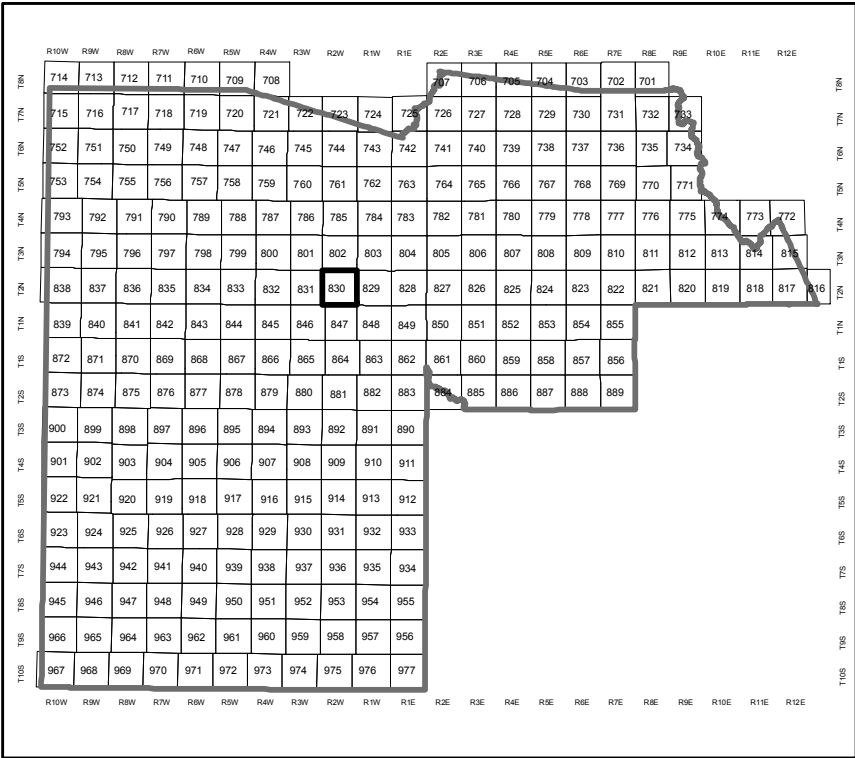 R10W R9W R8W R7W R6W R5W R4W R3W R2W R1W R1E R2E R3E R4E R5E R6E R7E R8E R9E R10E R11E R12E
T8N 714 713 712 711 710 709 708 707 706 705 704 703 702 701 T8N
T7N 715 716 717 718 719 720 721 722 723 724 725 726 727 728 729 730 731 732 733 T7N
T6N 752 751 750 749 748 747 746 745 744 743 742 741 740 739 738 737 736 735 734 T6N
T5N 753 754 755 756 757 758 759 760 761 762 763 764 765 766 767 768 769 770 771 T5N
T4N 793 792 791 790 789 788 787 786 785 784 783 782 781 780 779 778 777 776 775 774 773 772 T4N
T3N 794 795 796 797 798 799 800 801 802 803 804 805 806 807 808 809 810 811 812 813 814 815 T3N
T2N 838 837 836 835 834 833 832 831 830 829 828 827 826 825 824 823 822 821 820 819 818 817 816 T2N
T1N 839 840 841 842 843 844 845 846 847 848 849 850 851 852 853 854 855 T1N
T1S 872 871 870 869 868 867 866 865 864 863 862 861 860 859 858 857 856 T1S
T2S 873 874 875 876 877 878 879 880 881 882 883 884 885 886 887 888 889 T2S
T3S 900 899 898 897 896 895 894 893 892 891 890 T3S
T4S 901 902 903 904 905 906 907 908 909 910 911 T4S
T5S 922 921 920 919 918 917 916 915 914 913 912 T5S
T6S 923 924 925 926 927 928 929 930 931 932 933 T6S
T7S 944 943 942 941 940 939 938 937 936 935 934 T7S
T8S 945 946 947 948 949 950 951 952 953 954 955 T8S
T9S 966 965 964 963 962 961 960 959 958 957 956 T9S
T10S 967 968 969 970 971 972 973 974 975 976 977 T10S
R10W R9W R8W R7W R6W R5W R4W R3W R2W R1W R1E R2E R3E R4E R5E R6E R7E R8E R9E R10E R11E R12E